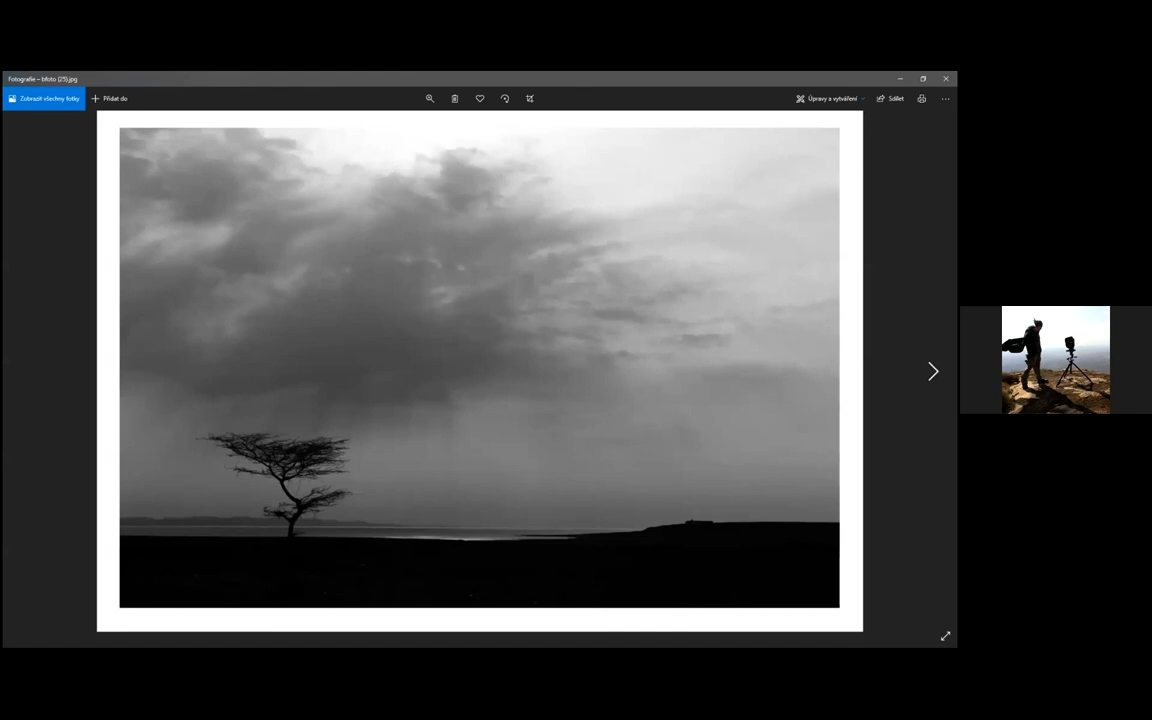 Fotografie – bfoto (25).jpg
Zobrazit všechny fotky
Přidat do
Úpravy a vytváření
Sdílet